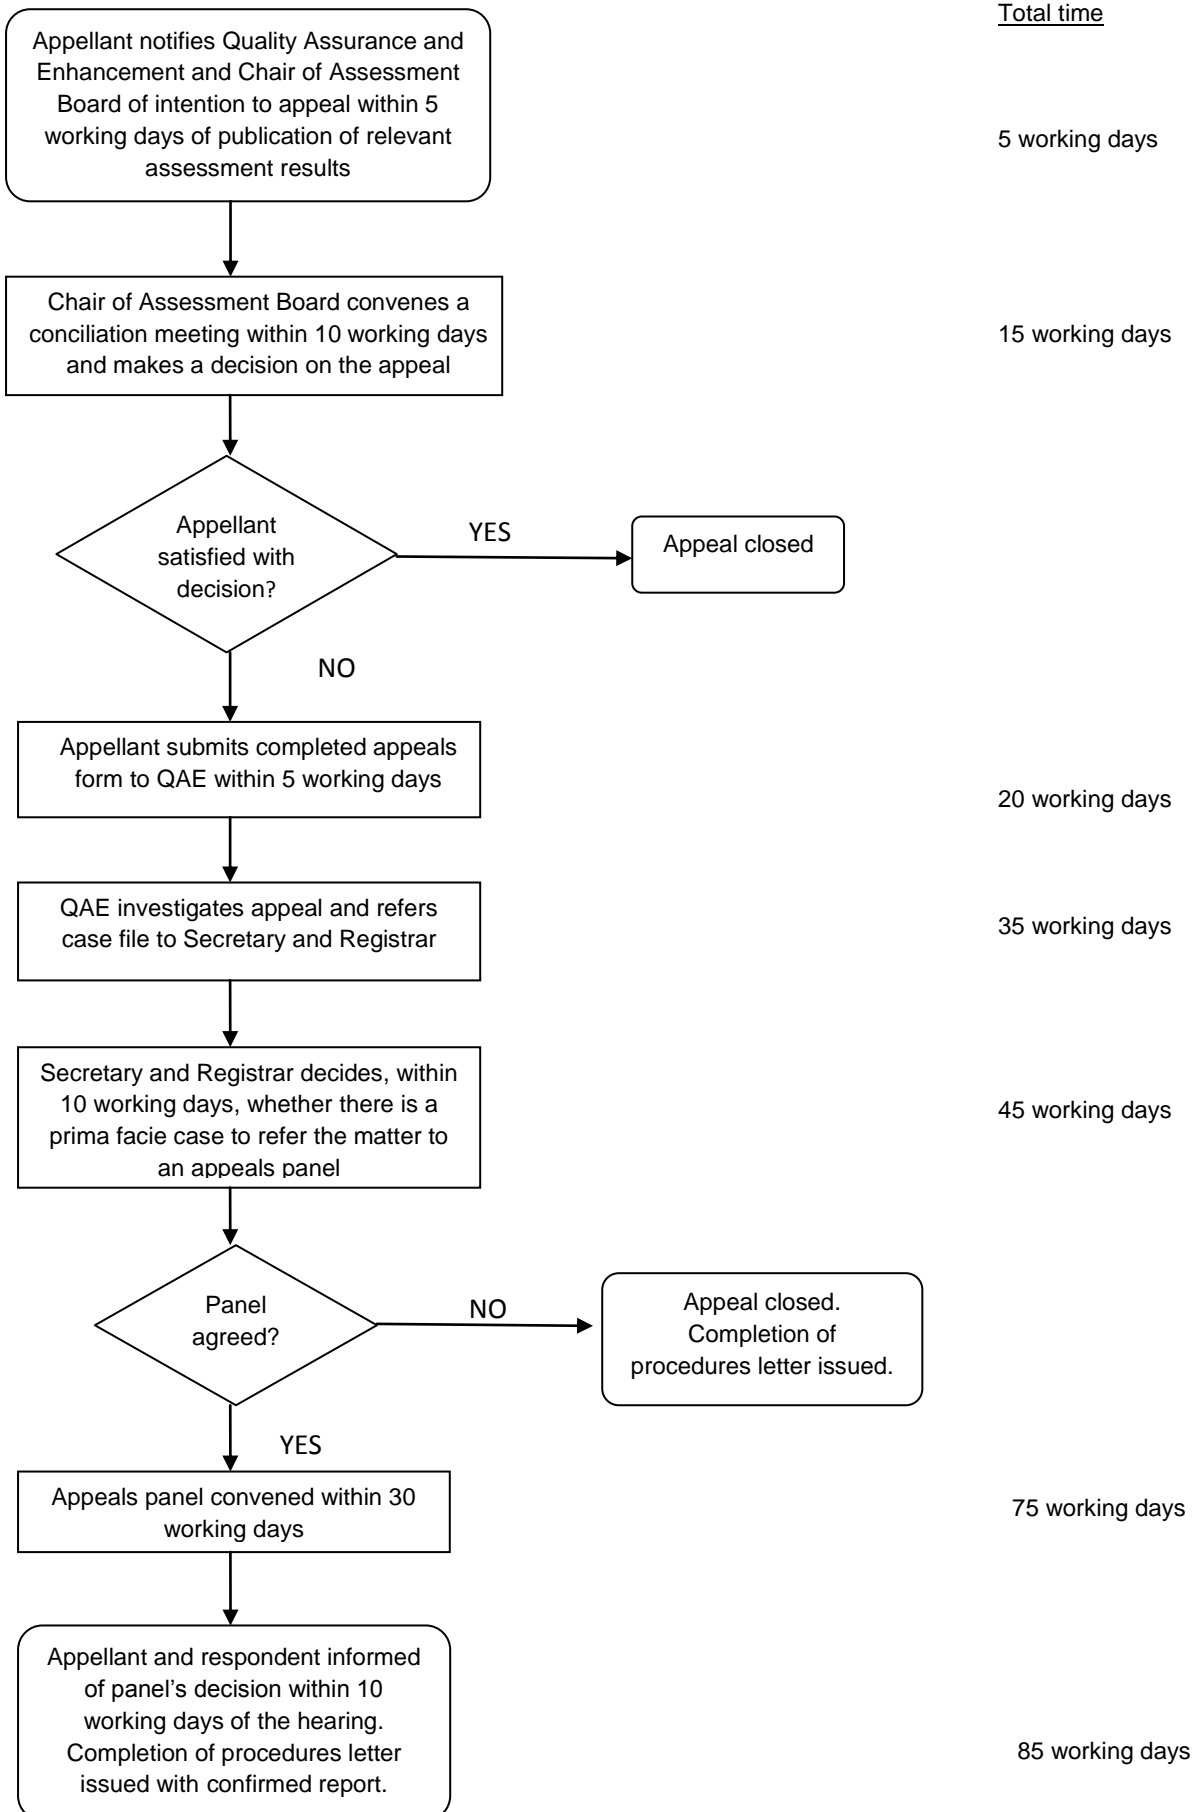 Total time
Appellant notifies Quality Assurance and
Enhancement and Chair of Assessment
Board of intention to appeal within 5
working days of publication of relevant
assessment results
5 working days
Chair of Assessment Board convenes a
conciliation meeting within 10 working days
and makes a decision on the appeal
15 working days
Appellant
satisfied with
decision?
YES
Appeal closed
NO
Appellant submits completed appeals
form to QAE within 5 working days
20 working days
QAE investigates appeal and refers
case file to Secretary and Registrar
35 working days
Secretary and Registrar decides, within
10 working days, whether there is a
prima facie case to refer the matter to
an appeals panel
45 working days
Panel
agreed?
NO
Appeal closed.
Completion of
procedures letter issued.
YES
Appeals panel convened within 30
working days
75 working days
Appellant and respondent informed
of panel’s decision within 10
working days of the hearing.
Completion of procedures letter
issued with confirmed report.
85 working days